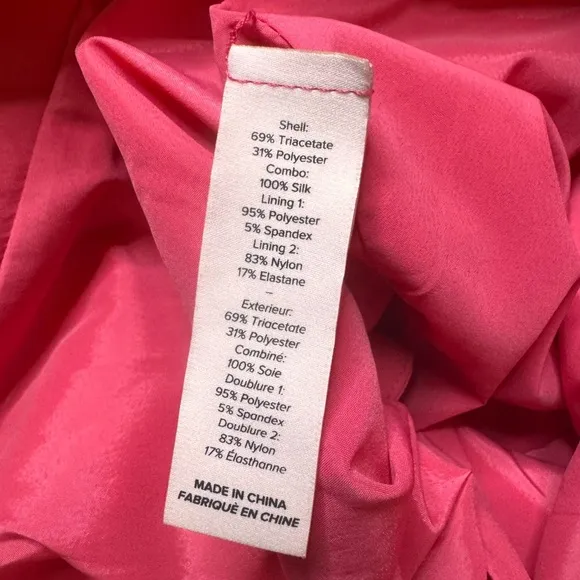 Shell:
69% Triacetate
31% Polyester
Combo:
100% Silk
Lining 1:
95% Polyester
5% Spandex
Lining 2:
83% Nylon
17% Elastane
–
Exterieur:
69% Triacetate
31% Polyester
Combiné:
100% Soie
Doublure 1:
95% Polyester
5% Spandex
Doublure 2:
83% Nylon
17% Élasthanne
MADE IN CHINA
FABRIQUÈ EN CHINE